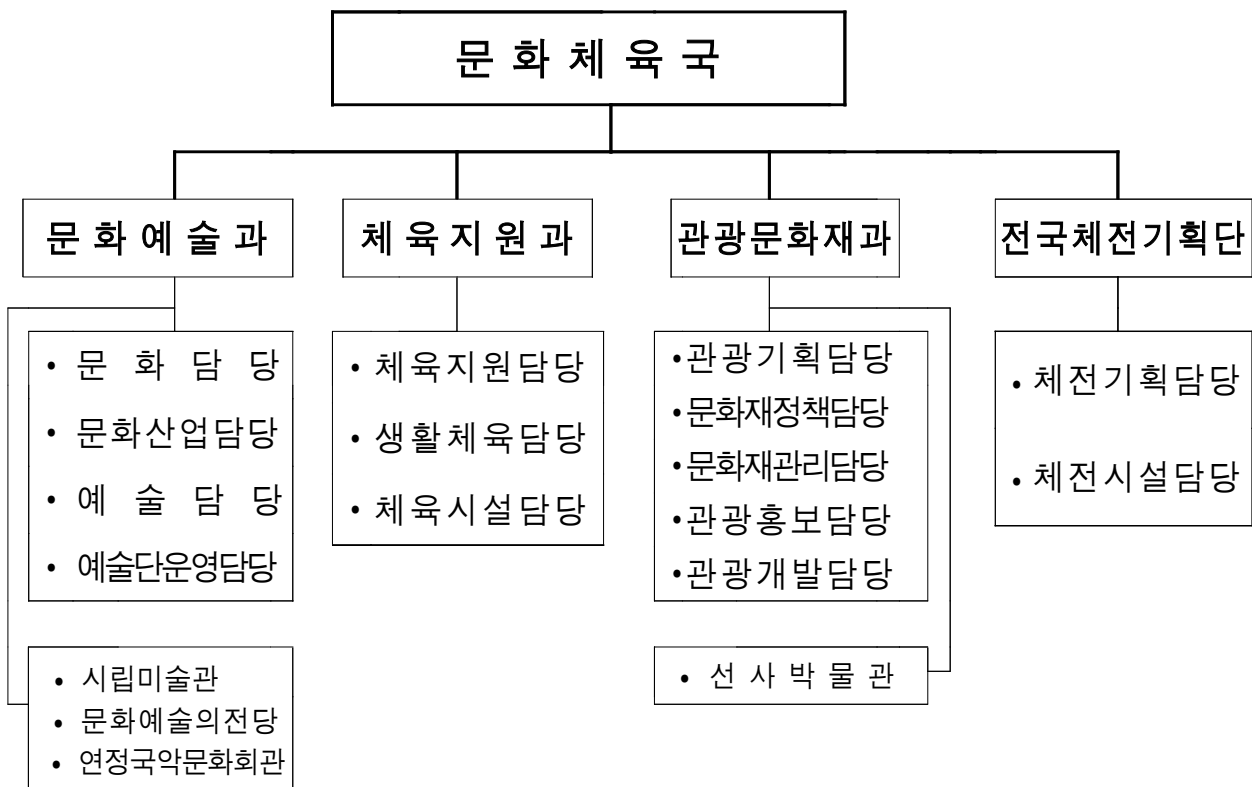 문화체육국
문화예술과
체육지원과
관광문화재과
전국체전기획단
• 문화담당
• 문화산업담당
• 예술담당
• 예술단운영담당
• 체육지원담당
• 생활체육담당
• 체육시설담당
•관광기획담당
•문화재정책담당
•문화재관리담당
•관광홍보담당
•관광개발담당
• 체전기획담당
• 체전시설담당
• 시립미술관
• 문화예술의전당
• 연정국악문화회관
• 선사박물관